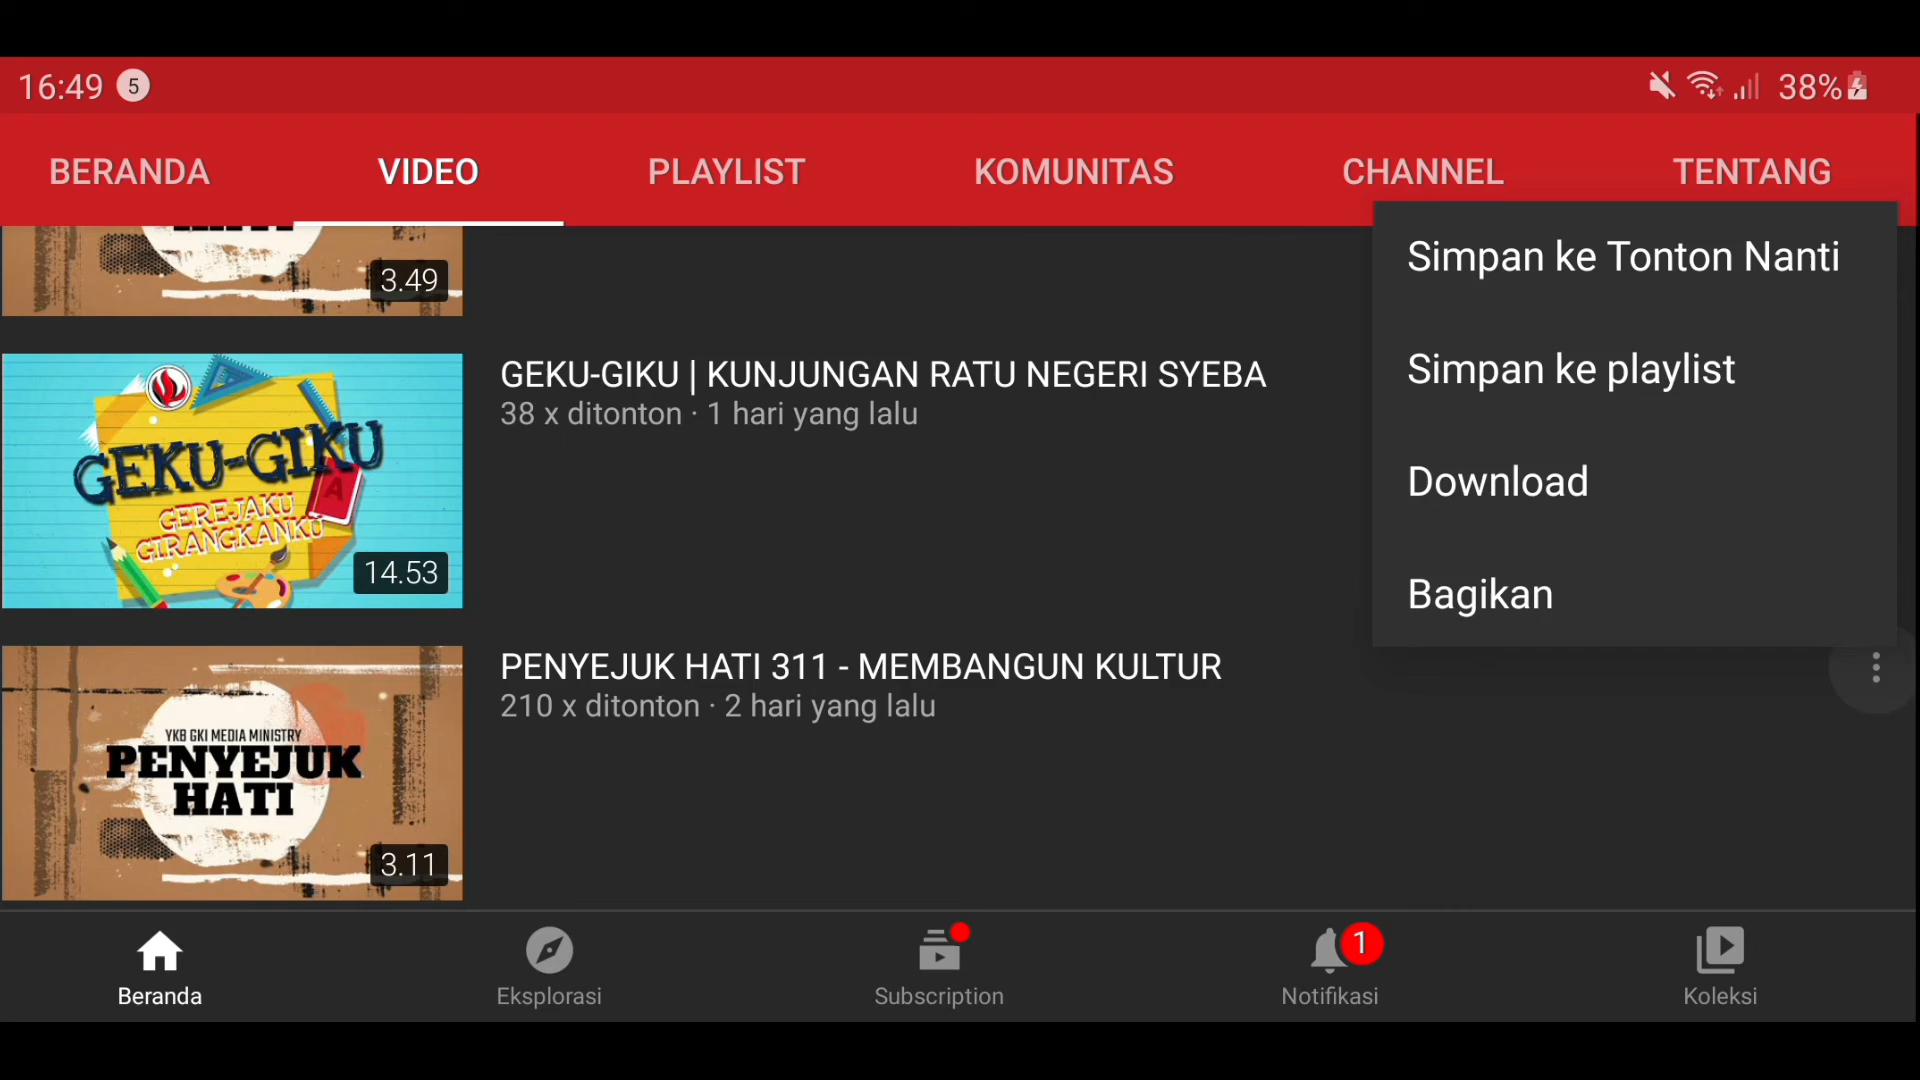 16:49 5 38%
BERANDA VIDEO PLAYLIST KOMUNITAS CHANNEL TENTANG
3.49
Simpan ke Tonton Nanti
Simpan ke playlist
Download
Bagikan
GEKU-GIKU
GEREJAKU
GIRANGKANKU
A
14.53
GEKU-GIKU | KUNJUNGAN RATU NEGERI SYEBA
38 x ditonton · 1 hari yang lalu
YKB GKI MEDIA MINISTRY
PENYEJUK
HATI
3.11
PENYEJUK HATI 311 - MEMBANGUN KULTUR
210 x ditonton · 2 hari yang lalu
1
Beranda Eksplorasi Subscription Notifikasi Koleksi